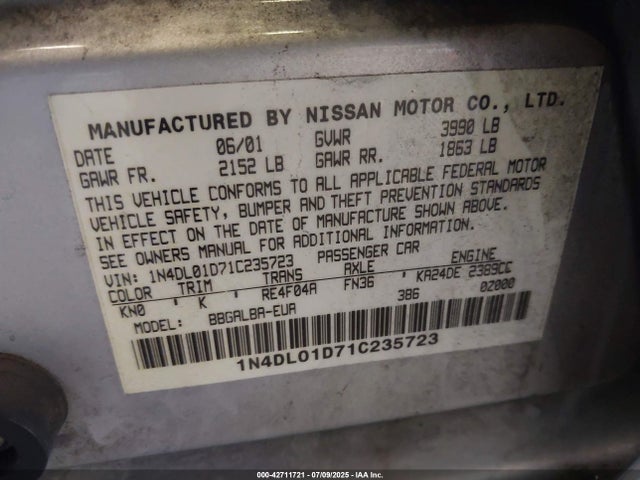 MANUFACTURED BY NISSAN MOTOR CO., LTD.
DATE 06/01 GVWR 3990 LB
GAWR FR. 2152 LB GAWR RR. 1863 LB
THIS VEHICLE CONFORMS TO ALL APPLICABLE FEDERAL MOTOR
VEHICLE SAFETY, BUMPER AND THEFT PREVENTION STANDARDS
IN EFFECT ON THE DATE OF MANUFACTURE SHOWN ABOVE.
SEE OWNERS MANUAL FOR ADDITIONAL INFORMATION.
VIN: 1N4DL01D71C235723 PASSENGER CAR
COLOR TRIM TRANS AXLE ENGINE
KN0 K RE4F04A FN36 KA24DE 2389CC
MODEL: BBGALBA-EUA 3B6 0Z000
1N4DL01D71C235723
000-42711721 | 07/09/2025 | IAA Inc.